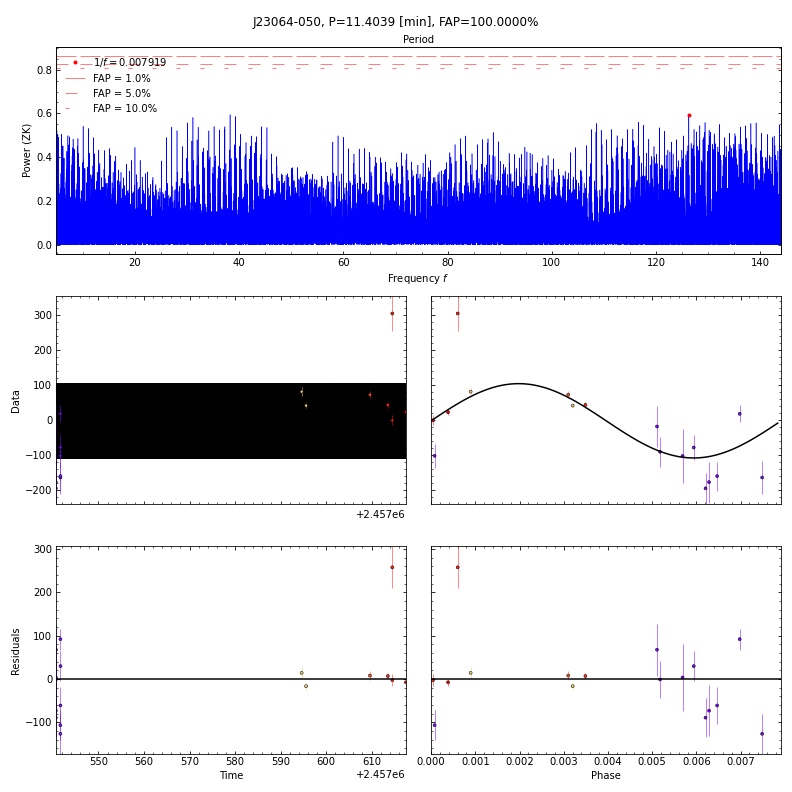 J23064-050, P=11.4039 [min], FAP=100.0000%
Period
1/f=0.007919
FAP = 1.0%
FAP = 5.0%
FAP = 10.0%
Power (ZK)
0.8
0.6
0.4
0.2
0.0
20 40 60 80 100 120 140
Frequency f
Data
300
200
100
0
−100
−200
+2.457e6
Residuals
300
200
100
0
−100
550 560 570 580 590 600 610
Time
+2.457e6
0.000 0.001 0.002 0.003 0.004 0.005 0.006 0.007
Phase